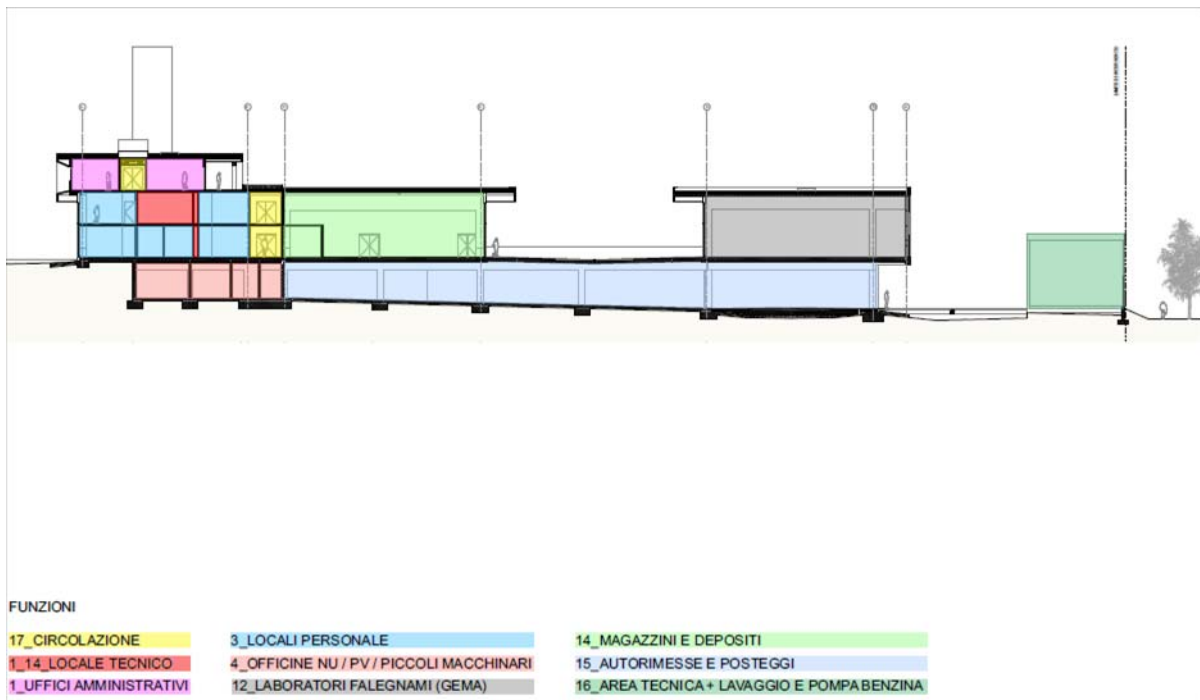 FUNZIONI
17_CIRCOLAZIONE
1_14_LOCALE TECNICO
1_UFFICI AMMINISTRATIVI
3_LOCALI PERSONALE
4_OFFICINE NU / PV / PICCOLI MACCHINARI
12_LABORATORI FALEGNAMI (GEMA)
14_MAGAZZINI E DEPOSITI
15_AUTORIMESSE E POSTEGGI
16_AREA TECNICA + LAVAGGIO E POMPA BENZINA